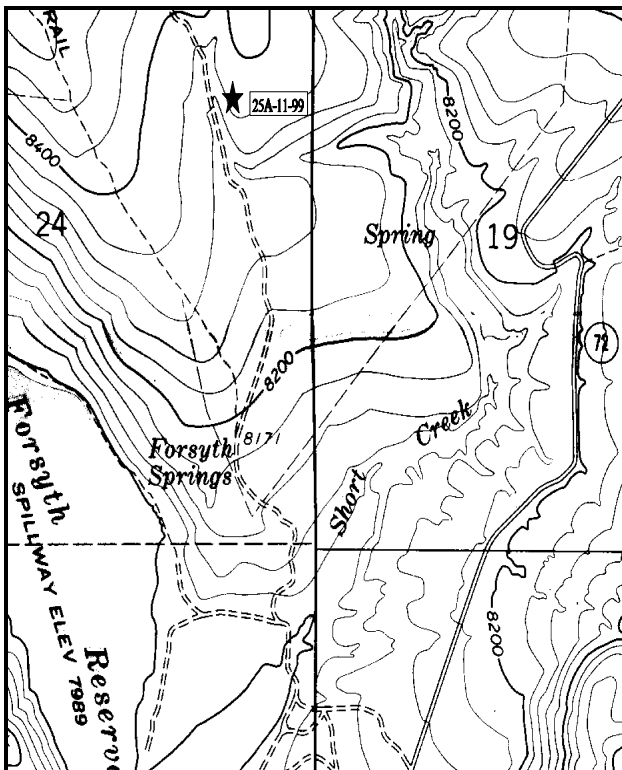 RAIL
25A-11-99
8400
8200
24
Spring
19
72
8200
8200
8171
Forsyth
Springs
Short Creek
Forsyth
Reserv
SPILLWAY ELEV 7989
8200